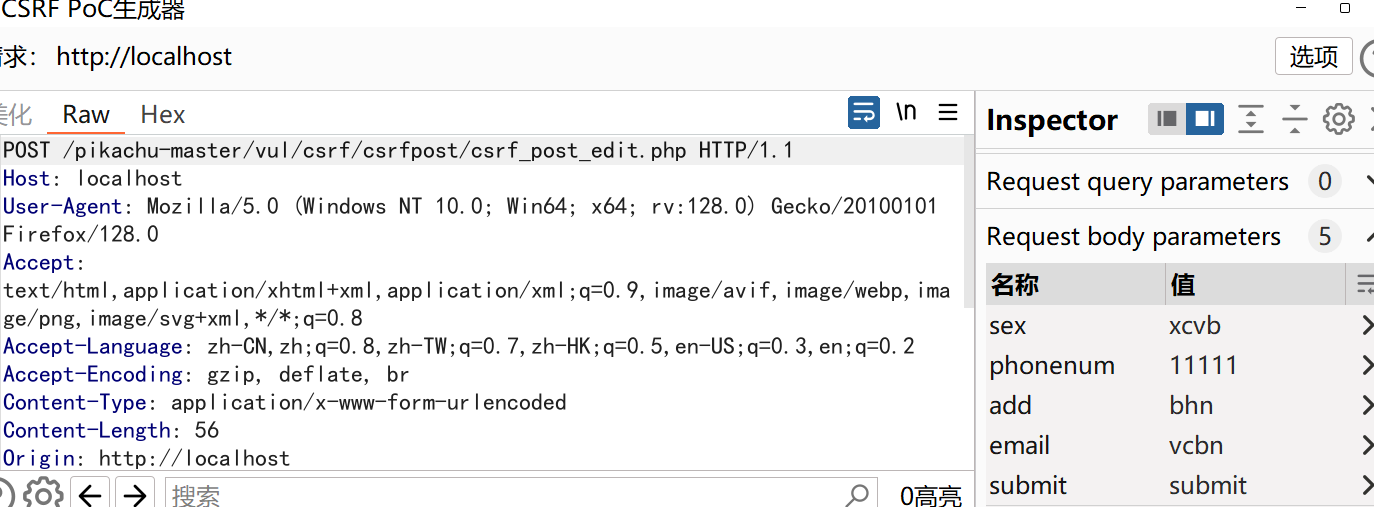 CSRF PoC生成器
求： http://localhost
选项
美化 Raw Hex
\n
POST /pikachu-master/vul/csrf/csrfpost/csrf_post_edit.php HTTP/1.1
Host: localhost
User-Agent: Mozilla/5.0 (Windows NT 10.0; Win64; x64; rv:128.0) Gecko/20100101
Firefox/128.0
Accept:
text/html,application/xhtml+xml,application/xml;q=0.9,image/avif,image/webp,ima
ge/png,image/svg+xml,*/*;q=0.8
Accept-Language: zh-CN,zh;q=0.8,zh-TW;q=0.7,zh-HK;q=0.5,en-US;q=0.3,en;q=0.2
Accept-Encoding: gzip, deflate, br
Content-Type: application/x-www-form-urlencoded
Content-Length: 56
Origin: http://localhost
搜索
0高亮
Inspector
Request query parameters 0
Request body parameters 5
名称 值
sex xcvb
phonenum 11111
add bhn
email vcbn
submit submit